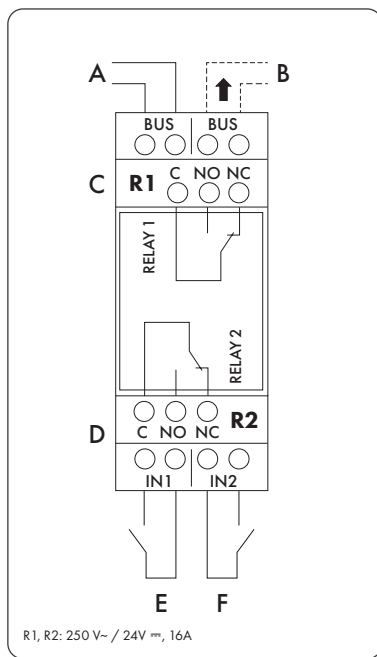 A B
BUS BUS
C R1 C NO NC
RELAY 1
RELAY 2
D C NO NC R2
IN1 IN2
E F
R1, R2: 250 V~ / 24V ⎓, 16A